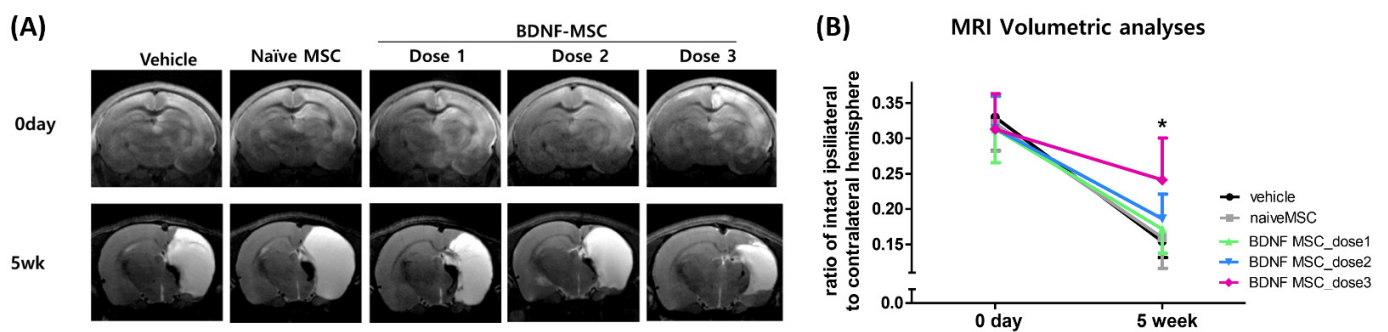 (A)
BDNF-MSC
Vehicle
Naïve MSC
Dose 1
Dose 2
Dose 3
0day
5wk
(B)
MRI Volumetric analyses
ratio of intact ipsilateral
to contralateral hemisphere
0.35
0.30
0.25
0.20
0.15
0.0
*
0 day
5 week
vehicle
naiveMSC
BDNF MSC_dose1
BDNF MSC_dose2
BDNF MSC_dose3